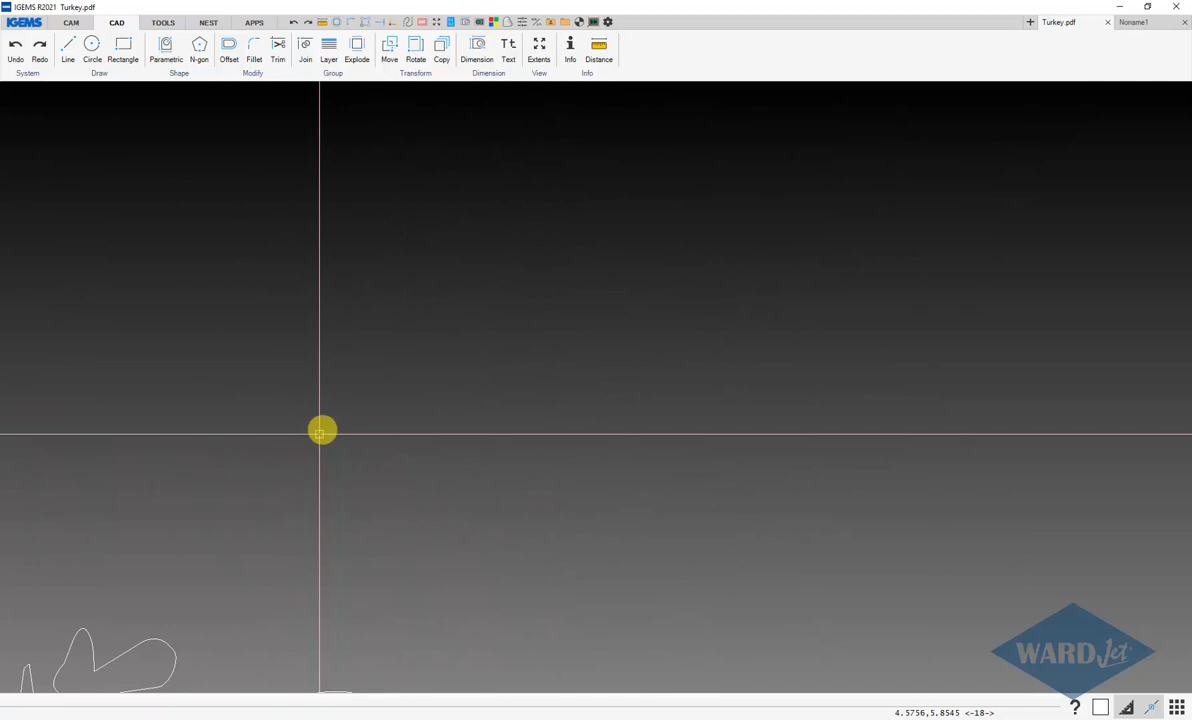 IGEMS R2021 Turkey.pdf
IGEMS CAM CAD TOOLS NEST APPS Turkey.pdf Noname1
Undo Redo Line Circle Rectangle Parametric N-gon Offset Fillet Trim Join Layer Explode Move Rotate Copy Dimension Tt Text Extents Info Distance
System Draw Shape Modify Group Transform Dimension View Info
WARDJet
4.5756,5.8545 <-18-> ?